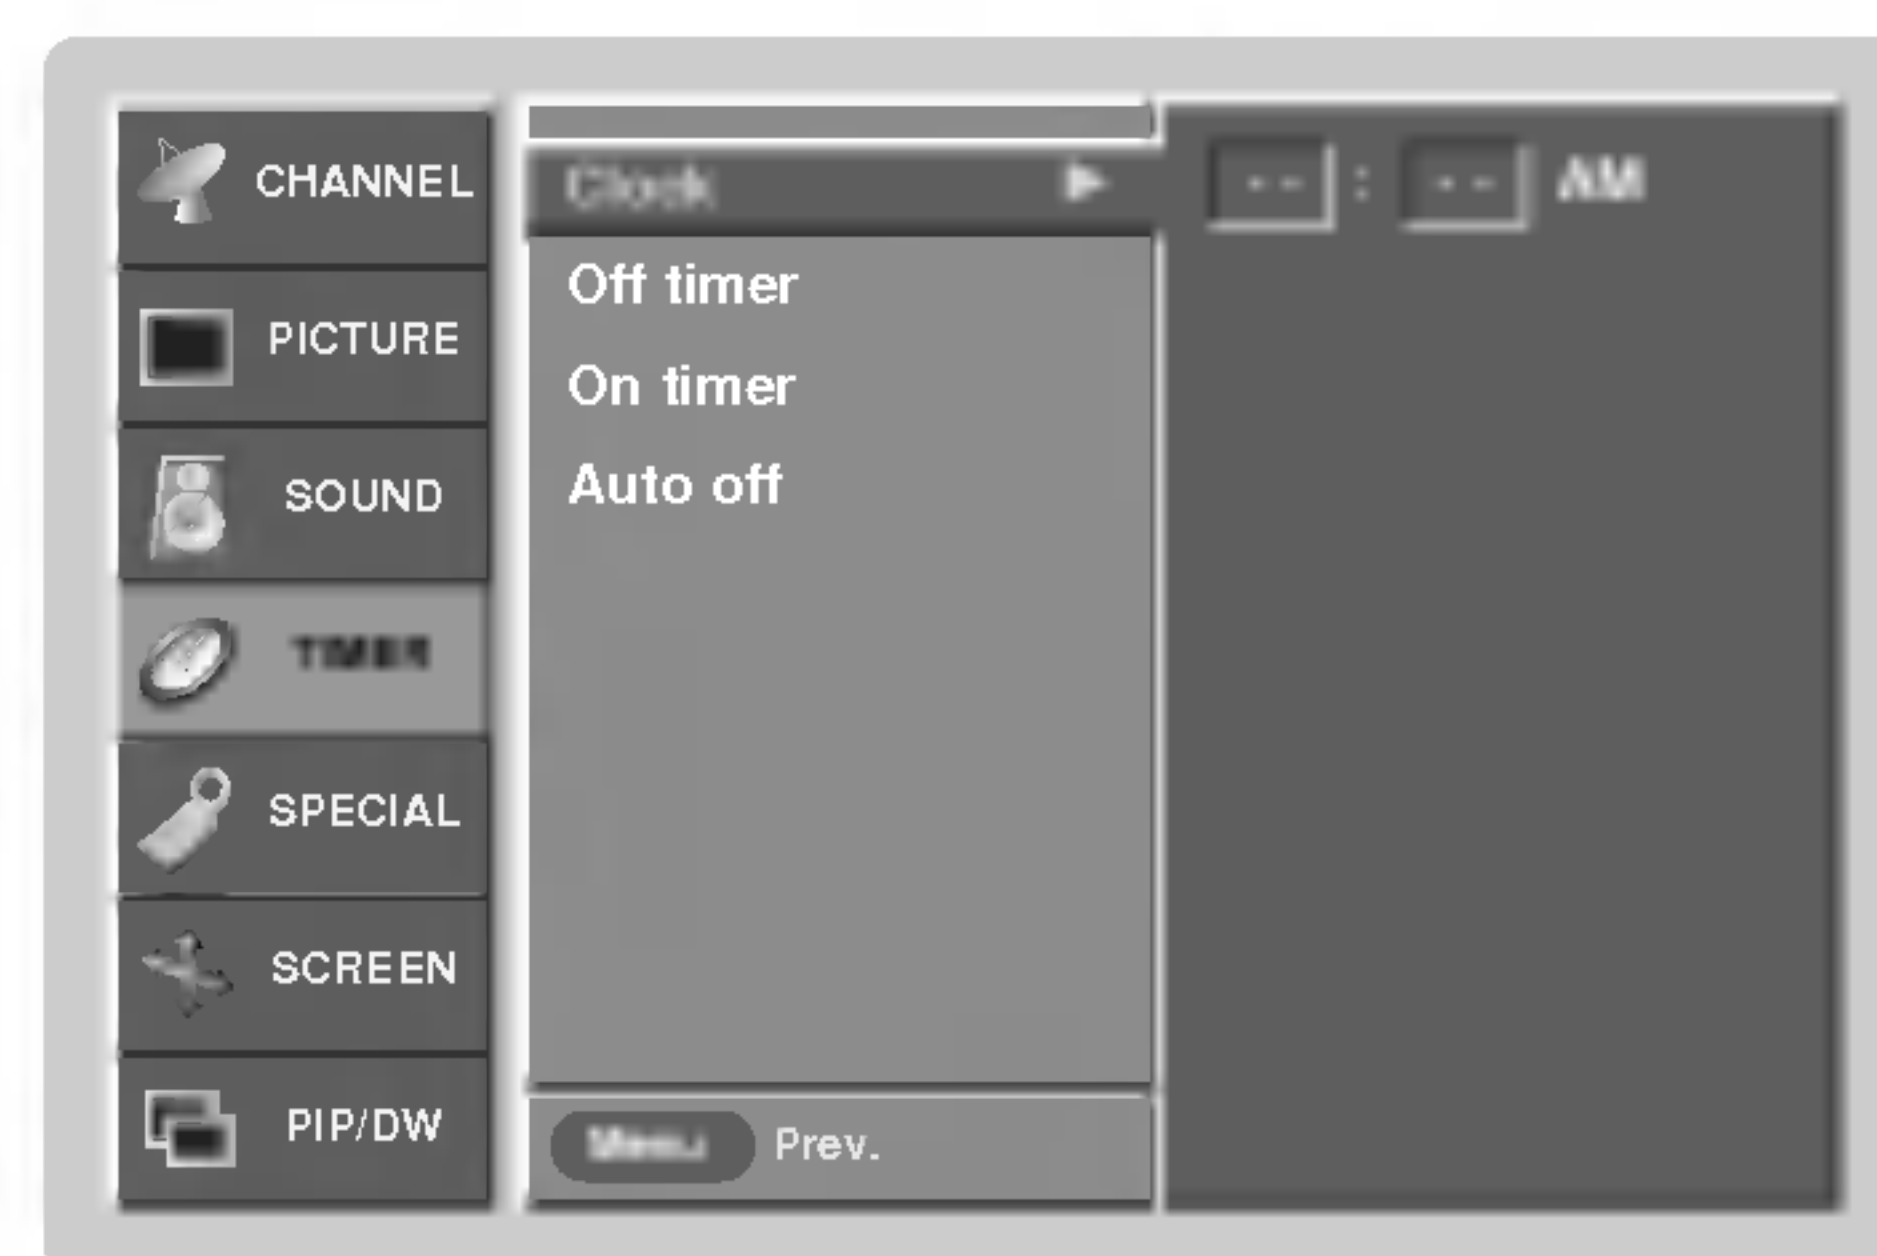 CHANNEL
PICTURE
SOUND
TIMER
SPECIAL
SCREEN
PIP/DW
Clock
Off timer
On timer
Auto off
Menu Prev.
-- : -- AM